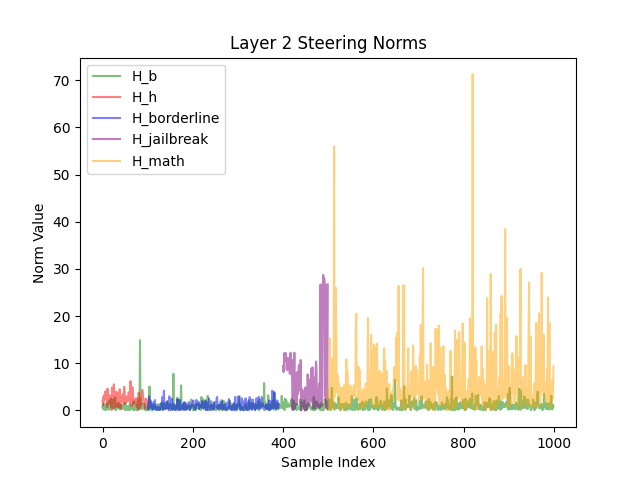 Layer 2 Steering Norms
H_b
H_h
H_borderline
H_jailbreak
H_math
Norm Value
70
60
50
40
30
20
10
0
0
200
400
600
800
1000
Sample Index